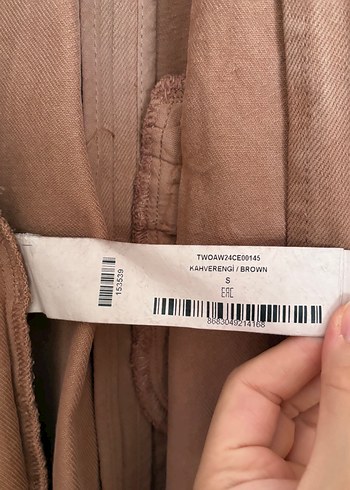 TWOAW24CE00145
KAHVERENGİ / BROWN
S
EAC
153539
8683049214168